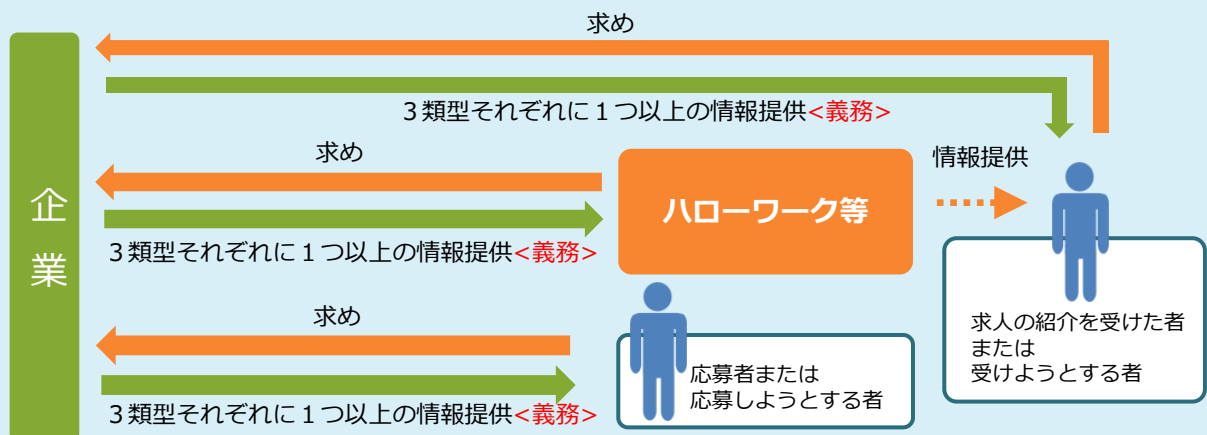 求め
３類型それぞれに１つ以上の情報提供<義務>
求め
情報提供
企業
ハローワーク等
３類型それぞれに１つ以上の情報提供<義務>
求人の紹介を受けた者
または
受けようとする者
求め
応募者または
応募しようとする者
３類型それぞれに１つ以上の情報提供<義務>